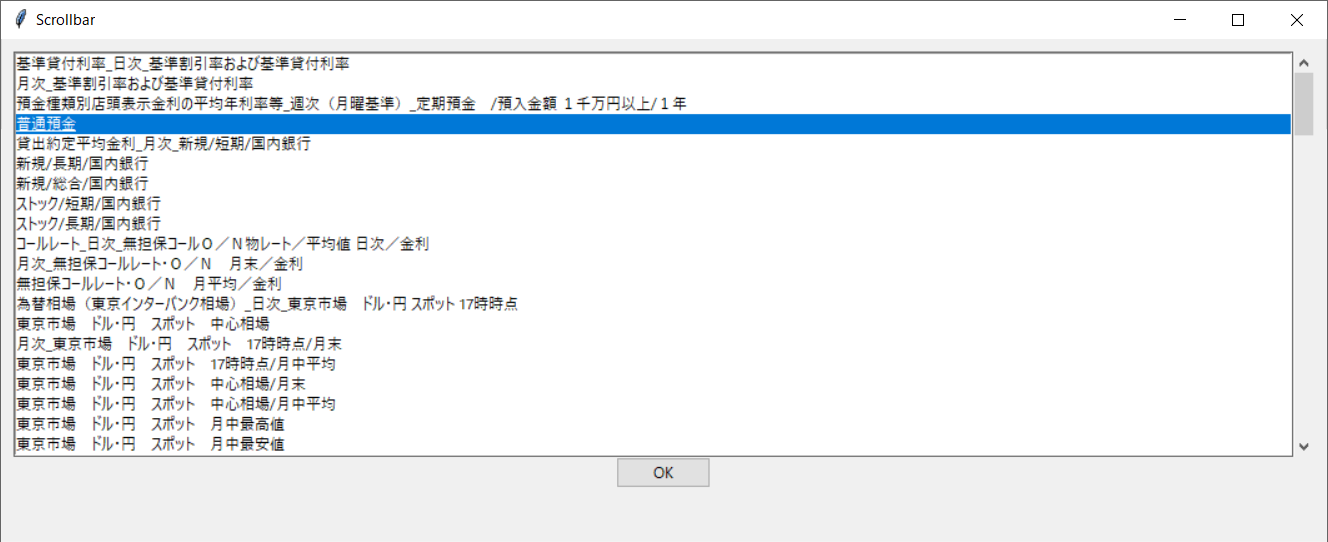 Scrollbar
基準貸付利率_日次_基準割引率および基準貸付利率
月次_基準割引率および基準貸付利率
預金種類別店頭表示金利の平均年利率等_週次（月曜基準）_定期預金　/預入金額 １千万円以上/１年
普通預金
貸出約定平均金利_月次_新規/短期/国内銀行
新規/長期/国内銀行
新規/総合/国内銀行
ストック/短期/国内銀行
ストック/長期/国内銀行
コールレート_日次_無担保コールＯ／Ｎ物レート／平均値 日次／金利
月次_無担保コールレート・Ｏ／Ｎ　月末／金利
無担保コールレート・Ｏ／Ｎ　月平均／金利
為替相場（東京インターバンク相場）_日次_東京市場　ドル・円 スポット 17時時点
東京市場　ドル・円　スポット　中心相場
月次_東京市場　ドル・円　スポット　17時時点/月末
東京市場　ドル・円　スポット　17時時点/月中平均
東京市場　ドル・円　スポット　中心相場/月末
東京市場　ドル・円　スポット　中心相場/月中平均
東京市場　ドル・円　スポット　月中最高値
東京市場　ドル・円　スポット　月中最安値
OK